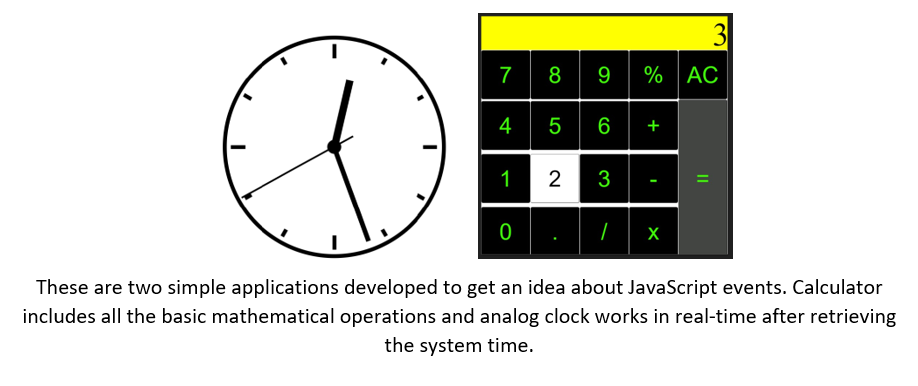 3
7 8 9 % AC
4 5 6 +
1 2 3 - =
0 . / x
These are two simple applications developed to get an idea about JavaScript events. Calculator
includes all the basic mathematical operations and analog clock works in real-time after retrieving
the system time.